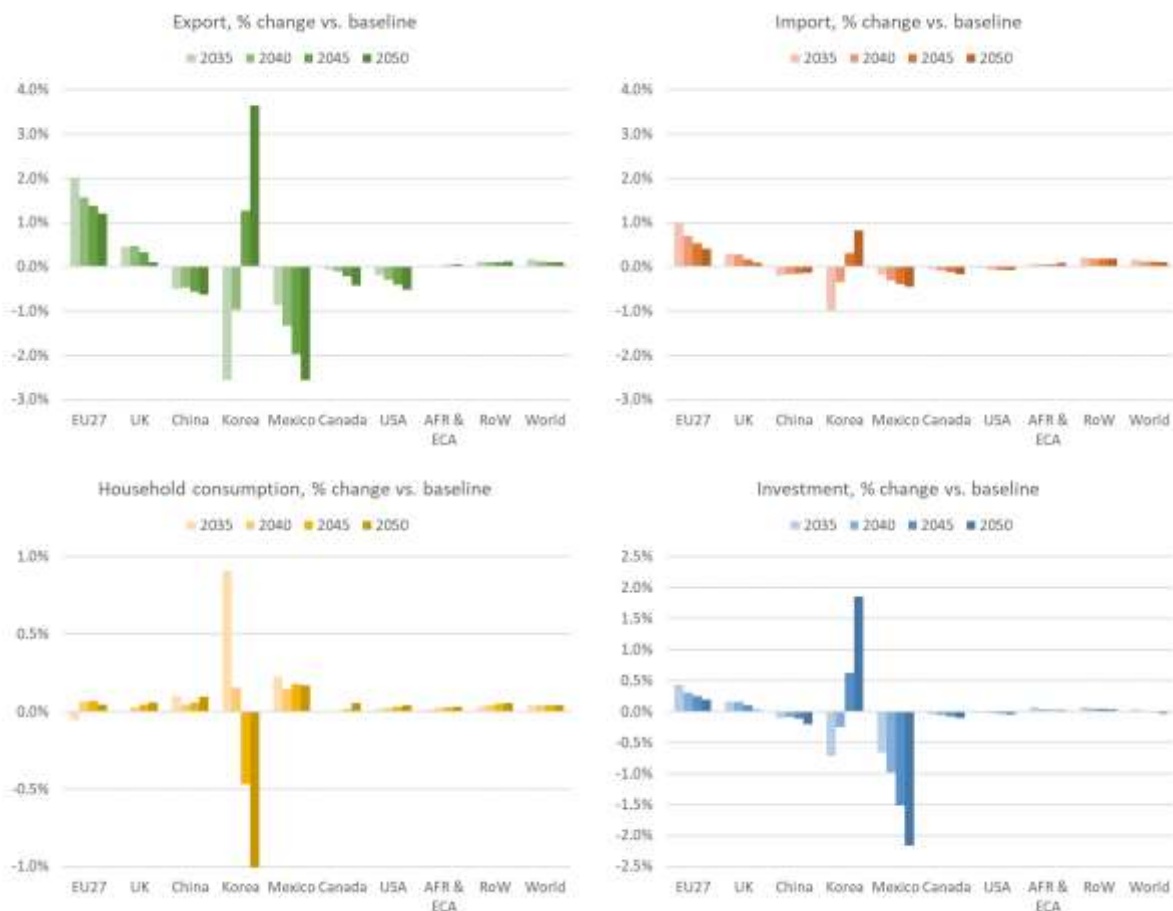 Export, % change vs. baseline
2035 2040 2045 2050
4.0%
3.0%
2.0%
1.0%
0.0%
-1.0%
-2.0%
-3.0%
EU27 UK China Korea Mexico Canada USA AFR & ECA RoW World
Import, % change vs. baseline
2035 2040 2045 2050
4.0%
3.0%
2.0%
1.0%
0.0%
-1.0%
-2.0%
-3.0%
EU27 UK China Korea Mexico Canada USA AFR & ECA RoW World
Household consumption, % change vs. baseline
2035 2040 2045 2050
1.0%
0.5%
0.0%
-0.5%
-1.0%
EU27 UK China Korea Mexico Canada USA AFR & ECA RoW World
Investment, % change vs. baseline
2035 2040 2045 2050
2.5%
2.0%
1.5%
1.0%
0.5%
0.0%
-0.5%
-1.0%
-1.5%
-2.0%
-2.5%
EU27 UK China Korea Mexico Canada USA AFR & ECA RoW World